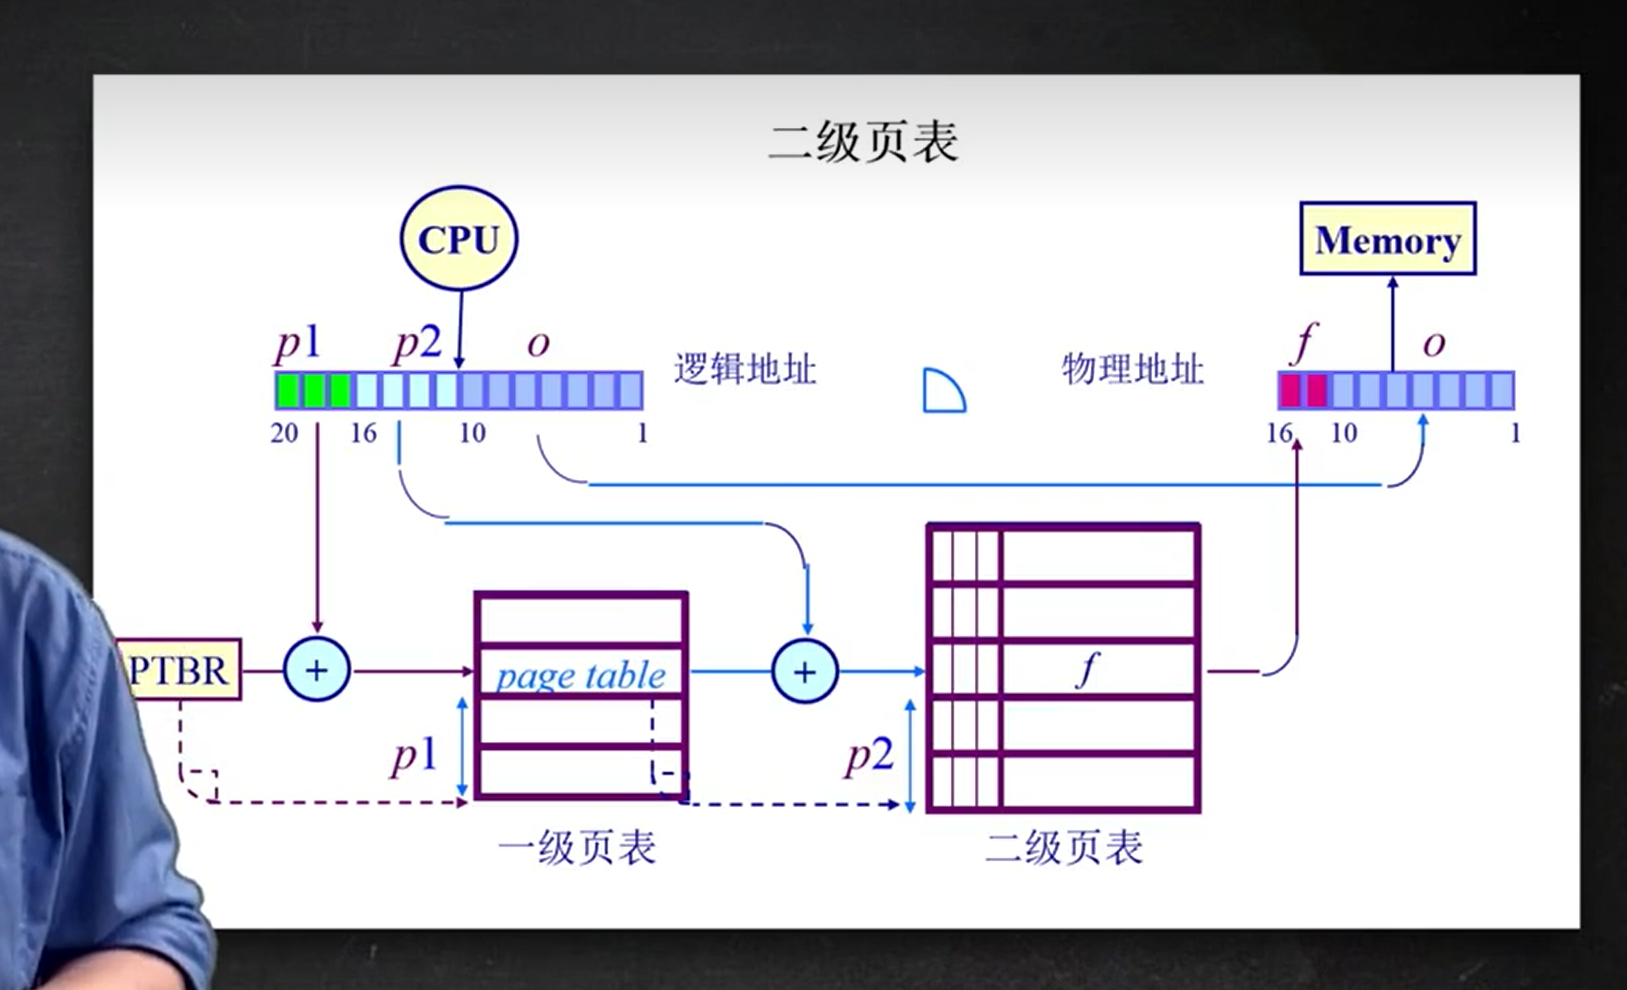 二级页表
CPU
Memory
p1 p2 o
逻辑地址
物理地址
f o
20 16 10 1
16 10 1
PTBR
+
page table
+
f
p1
p2
一级页表
二级页表